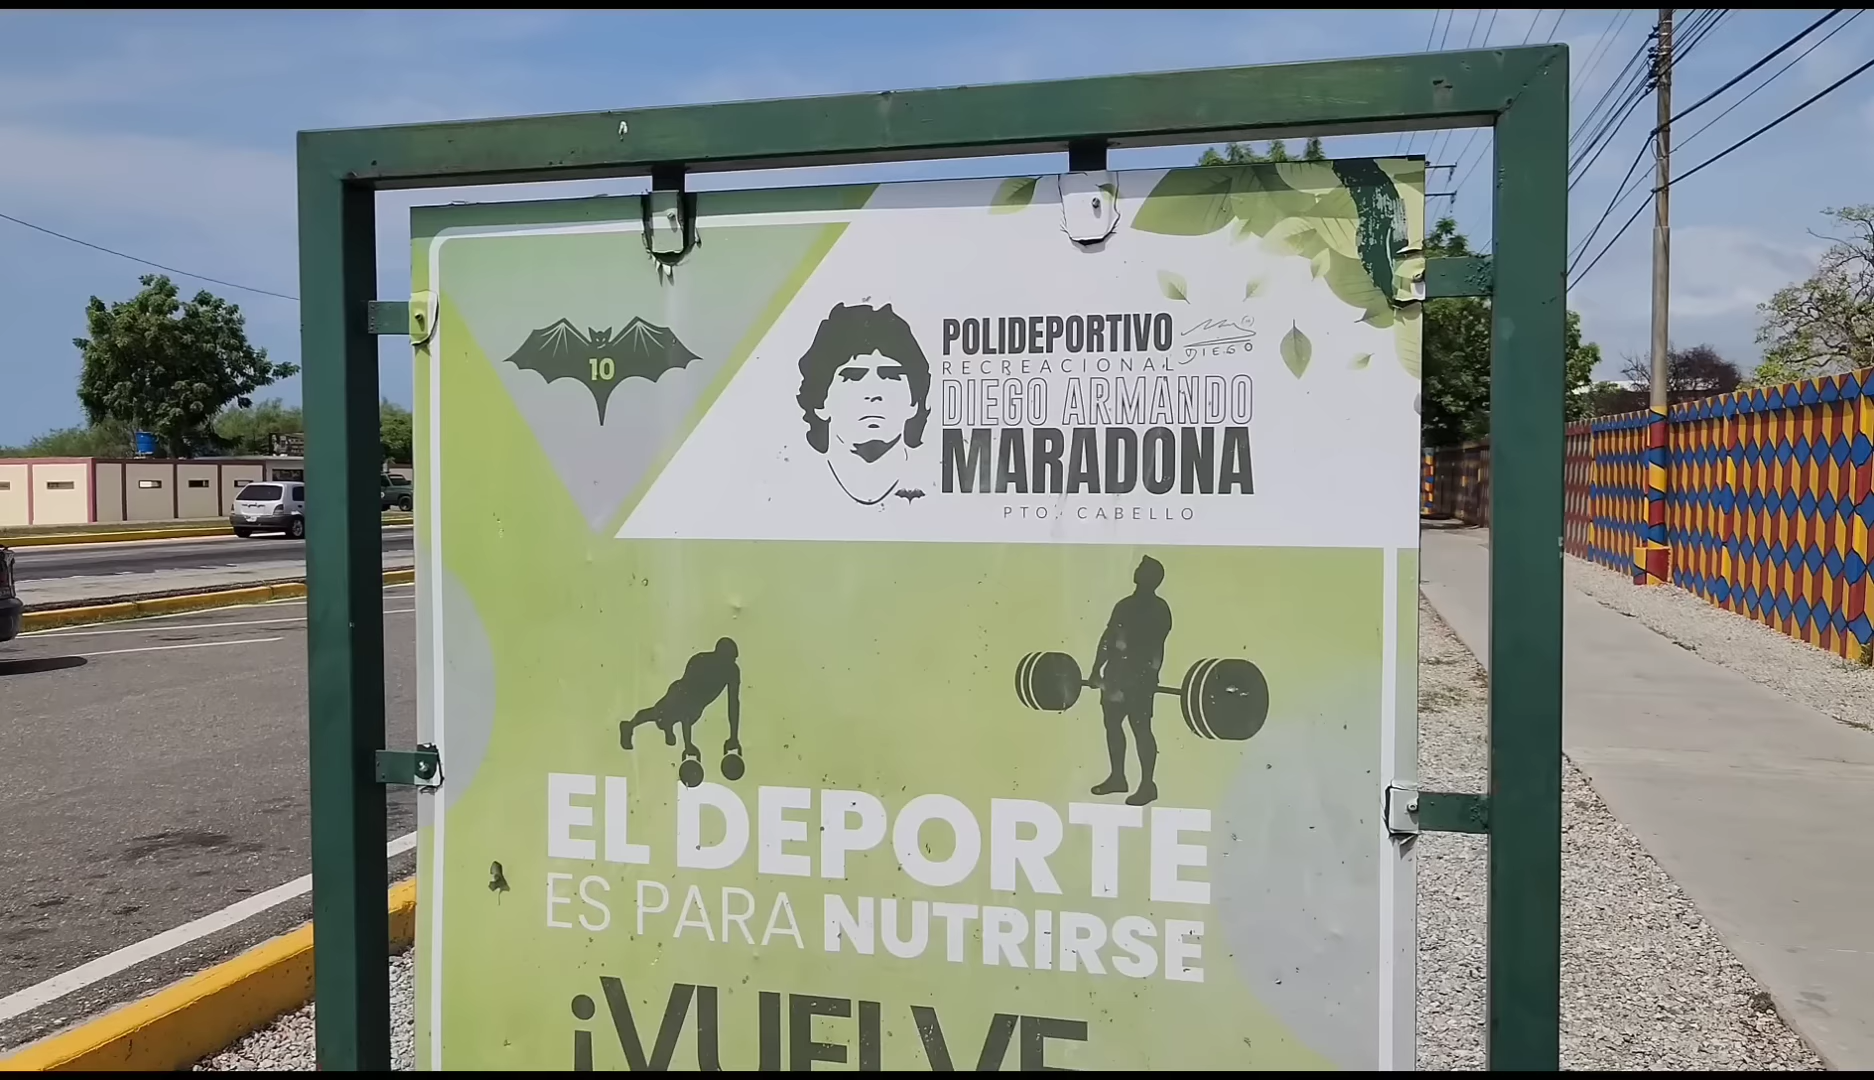 10
POLIDEPORTIVO
DIEGO
RECREACIONAL
DIEGO ARMANDO
MARADONA
PTO. CABELLO
EL DEPORTE
ES PARA NUTRIRSE
¡VUELVE